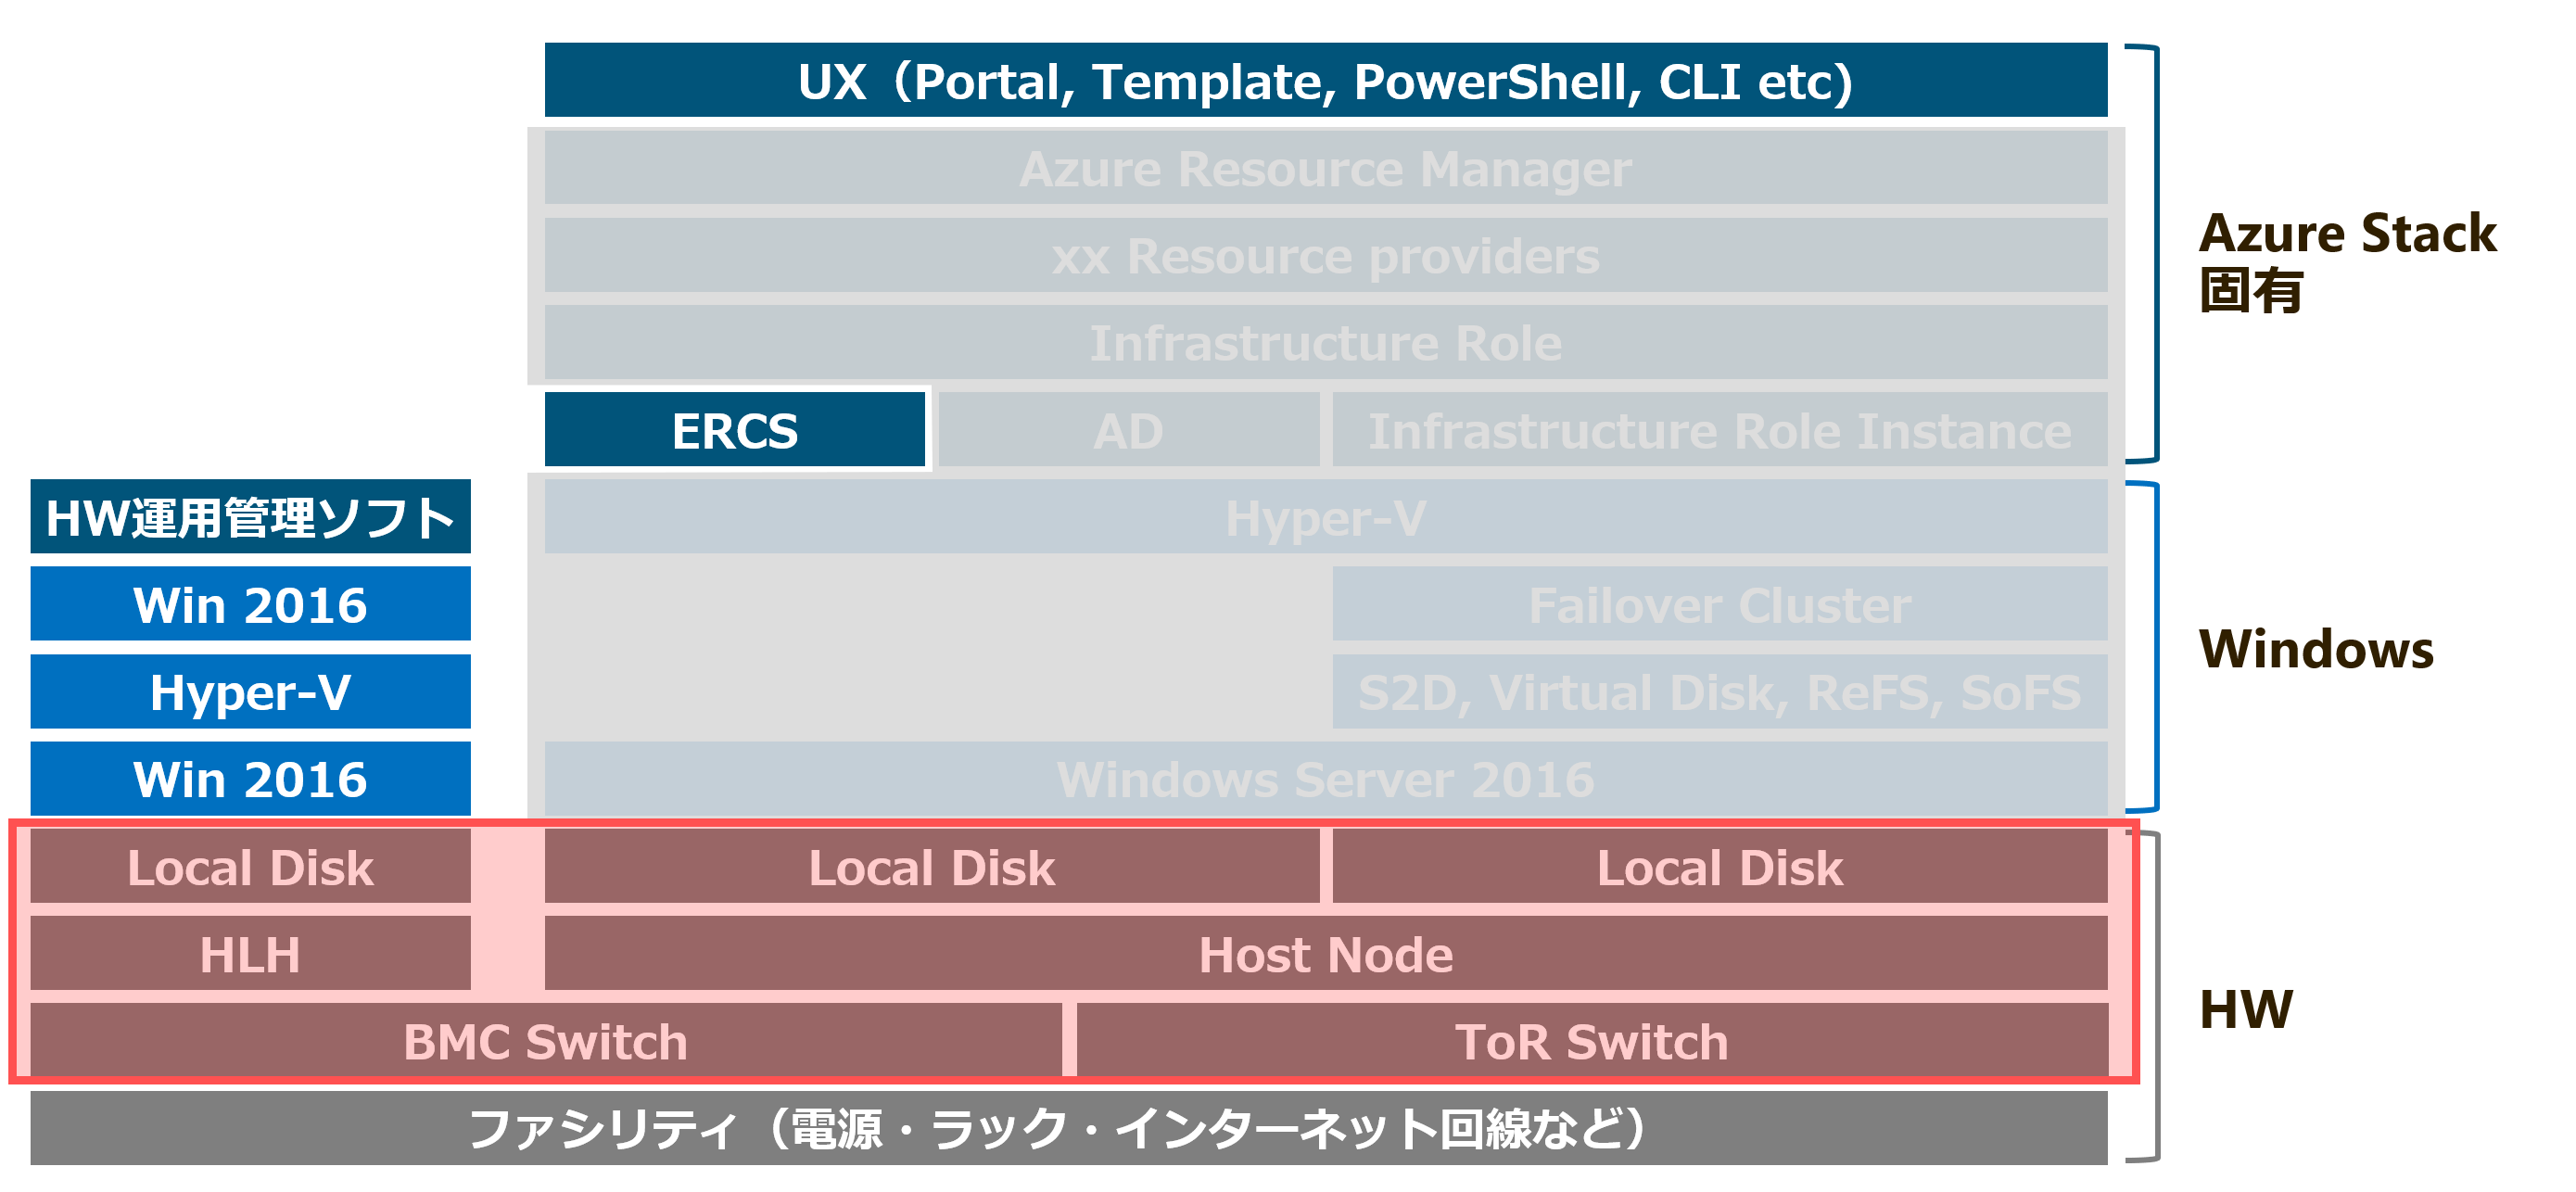 UX（Portal, Template, PowerShell, CLI etc)
Azure Resource Manager
xx Resource providers
Infrastructure Role
ERCS
AD
Infrastructure Role Instance
Azure Stack
固有
HW運用管理ソフト
Hyper-V
Win 2016
Failover Cluster
Hyper-V
S2D, Virtual Disk, ReFS, SoFS
Win 2016
Windows Server 2016
Windows
Local Disk
Local Disk
Local Disk
HLH
Host Node
BMC Switch
ToR Switch
HW
ファシリティ（電源・ラック・インターネット回線など）